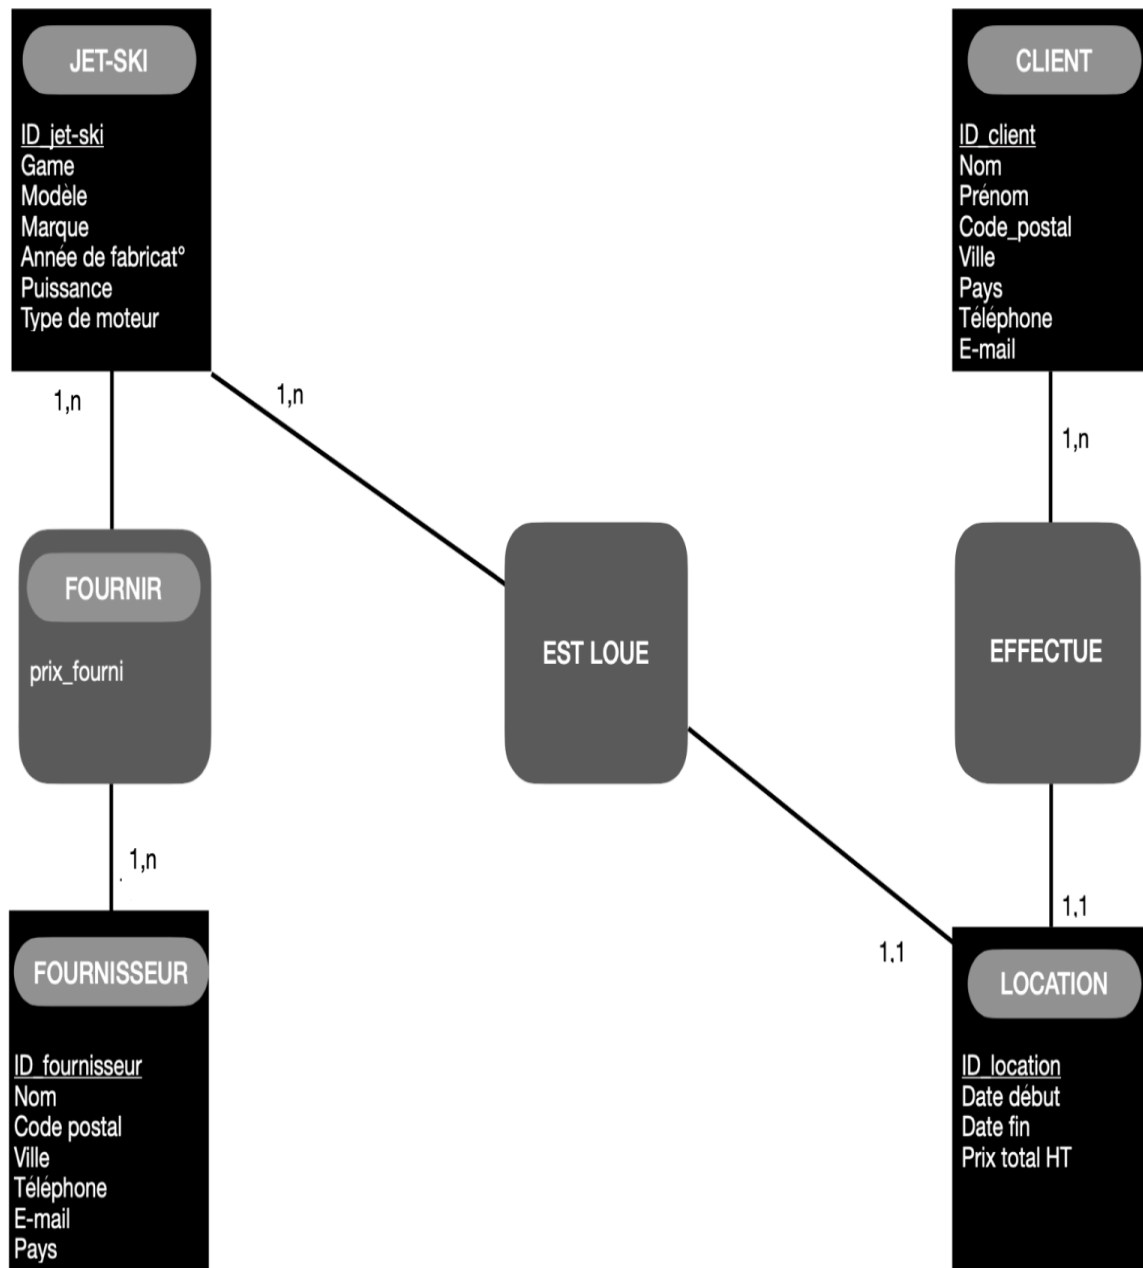 JET-SKI
ID_jet-ski
Game
Modèle
Marque
Année de fabricat°
Puissance
Type de moteur
CLIENT
ID_client
Nom
Prénom
Code_postal
Ville
Pays
Téléphone
E-mail
1,n
1,n
1,n
FOURNIR
prix_fourni
EST LOUE
EFFECTUE
1,n
1,1
1,1
FOURNISSEUR
ID_fournisseur
Nom
Code postal
Ville
Téléphone
E-mail
Pays
LOCATION
ID_location
Date début
Date fin
Prix total HT